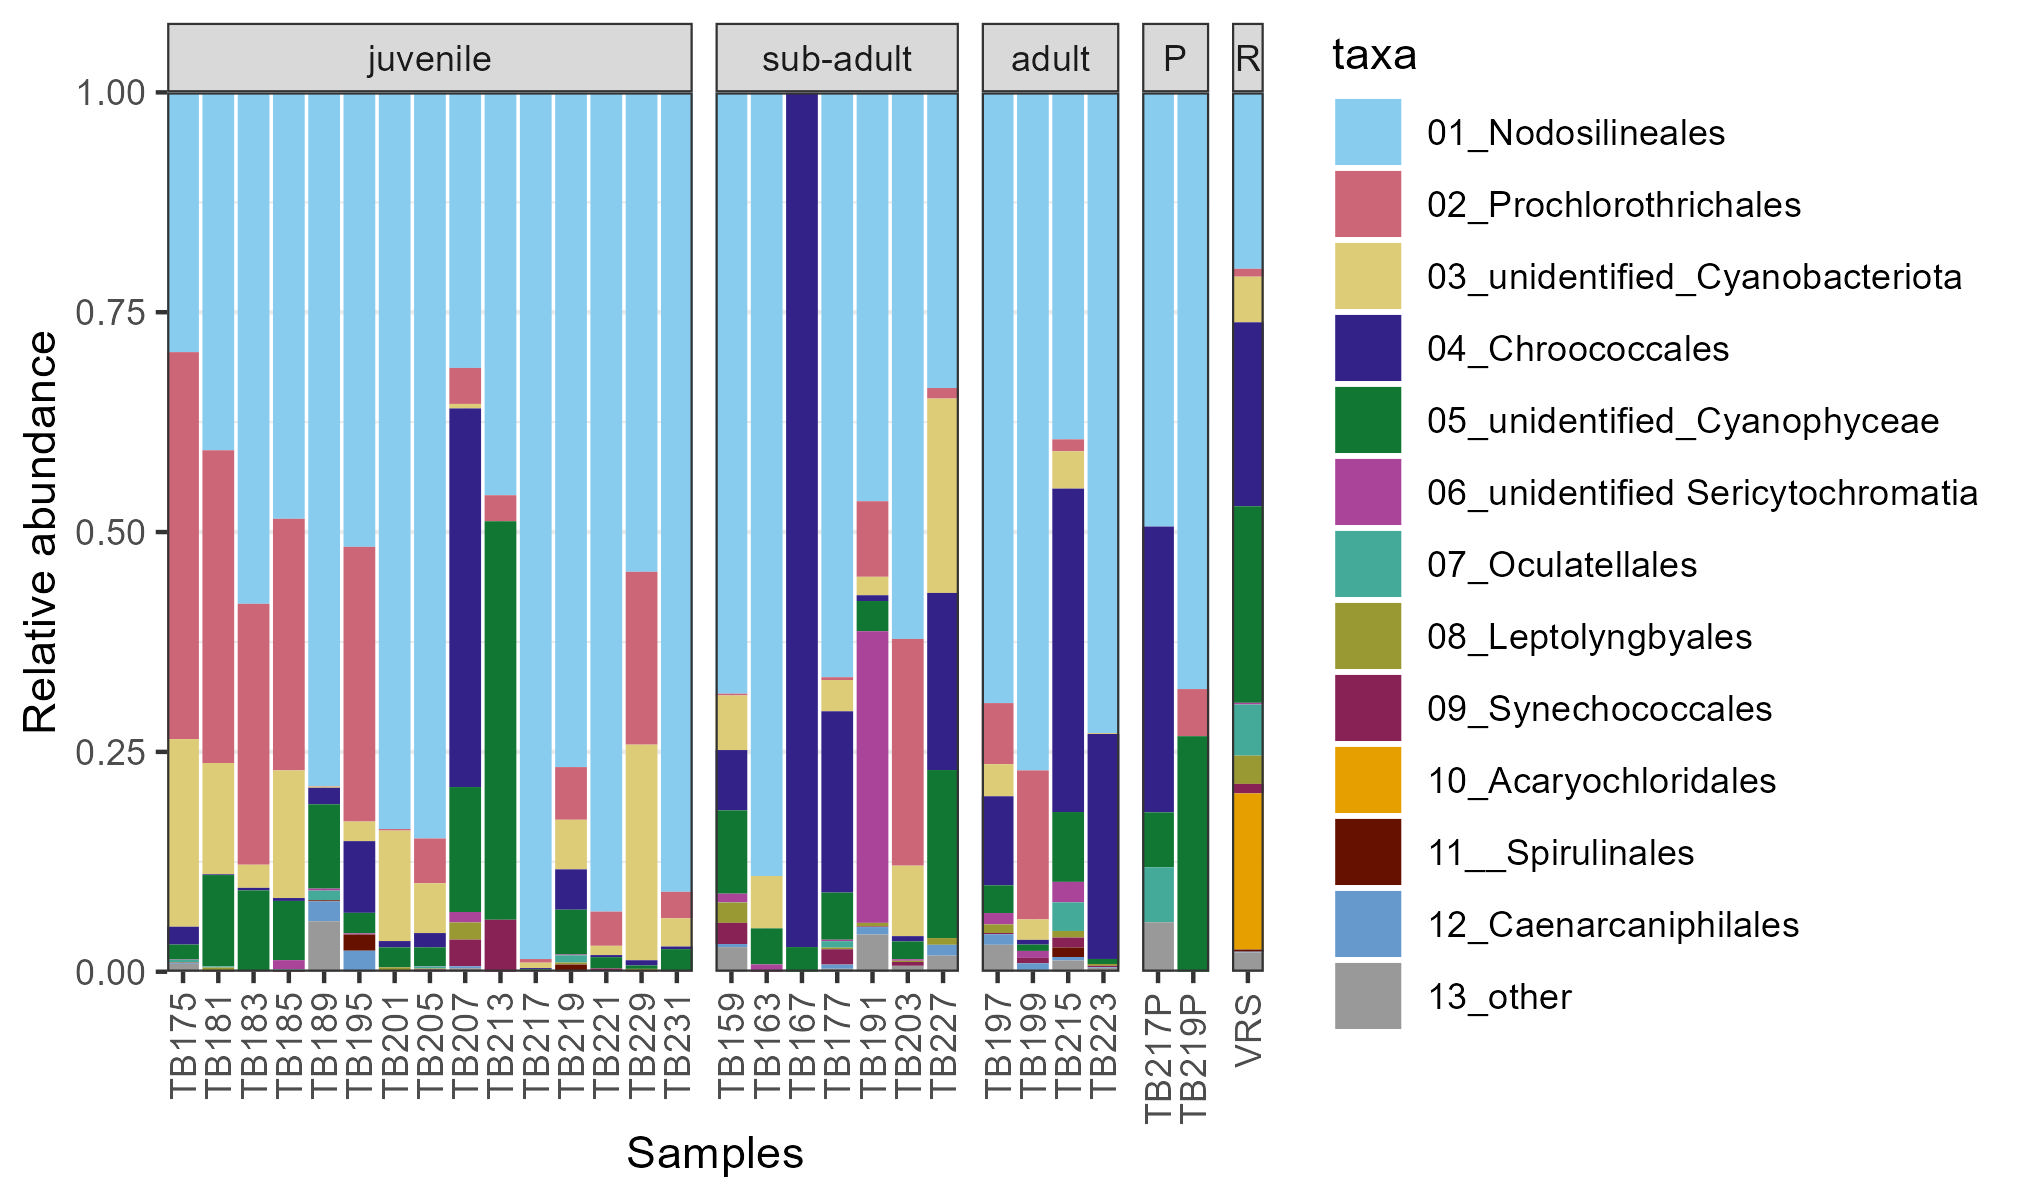 juvenile sub-adult adult P R
taxa
1.00
0.75
0.50
0.25
0.00
Relative abundance
01_Nodosilineales
02_Prochlorothrichales
03_unidentified_Cyanobacteriota
04_Chroococcales
05_unidentified_Cyanophyceae
06_unidentified Sericytochromatia
07_Oculatellales
08_Leptolyngbyales
09_Synechococcales
10_Acaryochloridales
11__Spirulinales
12_Caenarcaniphilales
13_other
TB175
TB181
TB183
TB185
TB189
TB195
TB201
TB205
TB207
TB213
TB217
TB219
TB221
TB229
TB231
TB159
TB163
TB167
TB177
TB191
TB203
TB227
TB197
TB199
TB215
TB223
TB217P
TB219P
VRS
Samples